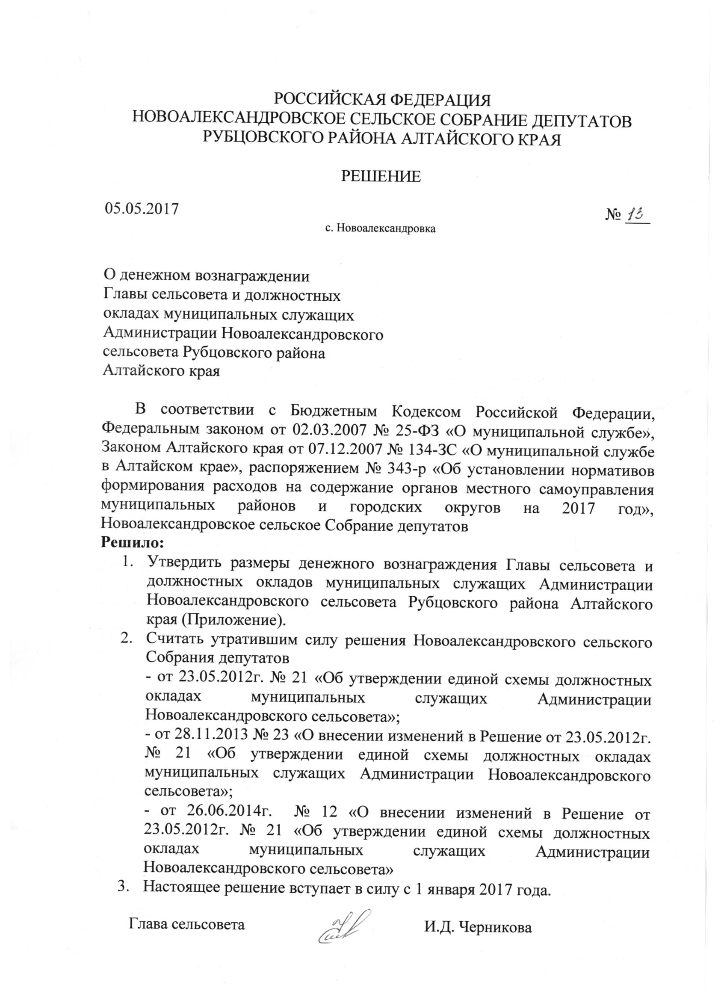 РОССИЙСКАЯ ФЕДЕРАЦИЯ
НОВОАЛЕКСАНДРОВСКОЕ СЕЛЬСКОЕ СОБРАНИЕ ДЕПУТАТОВ
РУБЦОВСКОГО РАЙОНА АЛТАЙСКОГО КРАЯ
РЕШЕНИЕ
05.05.2017 № 13
с. Новоалександровка
О денежном вознаграждении
Главы сельсовета и должностных
окладах муниципальных служащих
Администрации Новоалександровского
сельсовета Рубцовского района
Алтайского края
В соответствии с Бюджетным Кодексом Российской Федерации,
Федеральным законом от 02.03.2007 № 25-ФЗ «О муниципальной службе»,
Законом Алтайского края от 07.12.2007 № 134-ЗС «О муниципальной службе
в Алтайском крае», распоряжением № 343-р «Об установлении нормативов
формирования расходов на содержание органов местного самоуправления
муниципальных районов и городских округов на 2017 год»,
Новоалександровское сельское Собрание депутатов
Решило:
1. Утвердить размеры денежного вознаграждения Главы сельсовета и
должностных окладов муниципальных служащих Администрации
Новоалександровского сельсовета Рубцовского района Алтайского
края (Приложение).
2. Считать утратившим силу решения Новоалександровского сельского
Собрания депутатов
- от 23.05.2012г. № 21 «Об утверждении единой схемы должностных
окладах муниципальных служащих Администрации
Новоалександровского сельсовета»;
- от 28.11.2013 № 23 «О внесении изменений в Решение от 23.05.2012г.
№ 21 «Об утверждении единой схемы должностных окладах
муниципальных служащих Администрации Новоалександровского
сельсовета»;
- от 26.06.2014г. № 12 «О внесении изменений в Решение от
23.05.2012г. № 21 «Об утверждении единой схемы должностных
окладах муниципальных служащих Администрации
Новоалександровского сельсовета»
3. Настоящее решение вступает в силу с 1 января 2017 года.
Глава сельсовета И.Д. Черникова